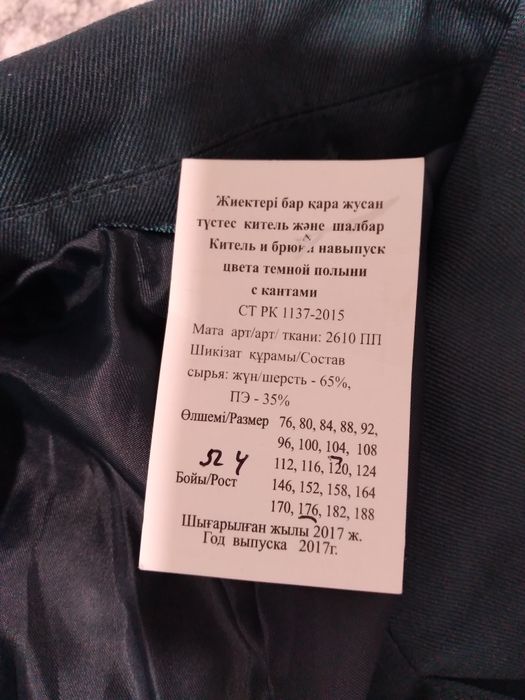 Жиектері бар қара жусан
түстес китель және шалбар
Китель и брюки навыпуск
цвета темной полыни
с кантами
СТ РК 1137-2015
Мата арт/арт/ ткани: 2610 ПП
Шикізат құрамы/Состав
сырья: жүн/шерсть - 65%,
ПЭ - 35%
Өлшемі/Размер 76, 80, 84, 88, 92,
96, 100, 104, 108
52 4 112, 116, 120, 124
Бойы/Рост 146, 152, 158, 164
170, 176, 182, 188
Шығарылған жылы 2017 ж.
Год выпуска 2017г.